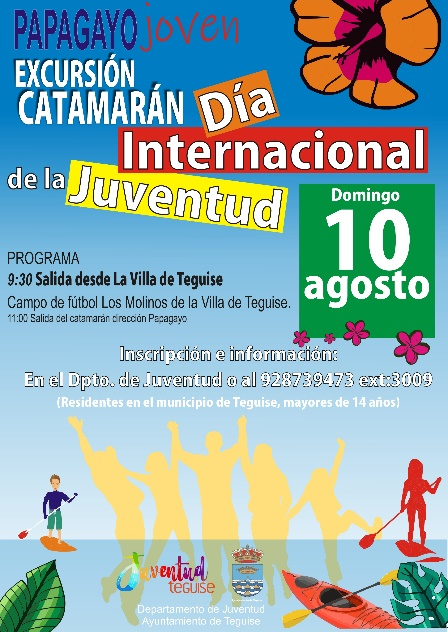 PAPAGAYO joven
EXCURSIÓN
CATAMARÁN Día
Internacional
de la Juventud
Domingo
10
agosto
PROGRAMA
9:30 Salida desde La Villa de Teguise
Campo de fútbol Los Molinos de la Villa de Teguise.
11:00 Salida del catamarán dirección Papagayo
Inscripción e información:
En el Dpto. de Juventud o al 928739473 ext:3009
(Residentes en el municipio de Teguise, mayores de 14 años)
Juventud
teguise
Departamento de Juventud
Ayuntamiento de Teguise